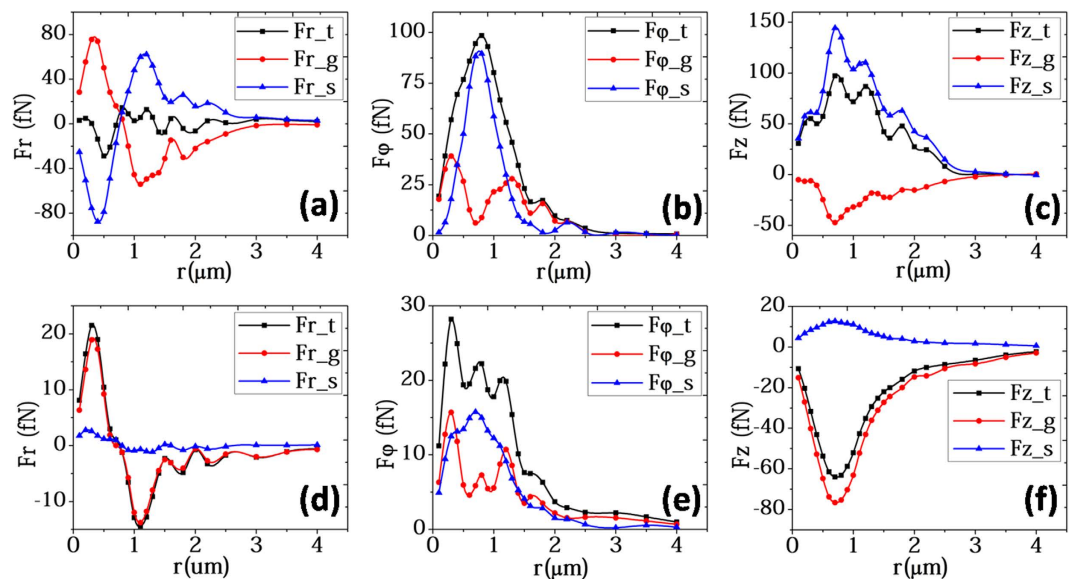 80
40
0
-40
-80
Fr (fN)
Fr_t
Fr_g
Fr_s
(a)
0 1 2 3 4
r(μm)
100
75
50
25
0
Fφ (fN)
Fφ_t
Fφ_g
Fφ_s
(b)
0 1 2 3 4
r(μm)
150
100
50
0
-50
Fz (fN)
Fz_t
Fz_g
Fz_s
(c)
0 1 2 3 4
r(μm)
20
10
0
-10
Fr (fN)
Fr_t
Fr_g
Fr_s
(d)
0 1 2 3 4
r(um)
30
20
10
0
Fφ (fN)
Fφ_t
Fφ_g
Fφ_s
(e)
0 1 2 3 4
r(μm)
20
0
-20
-40
-60
-80
Fz (fN)
Fz_t
Fz_g
Fz_s
(f)
0 1 2 3 4
r(μm)